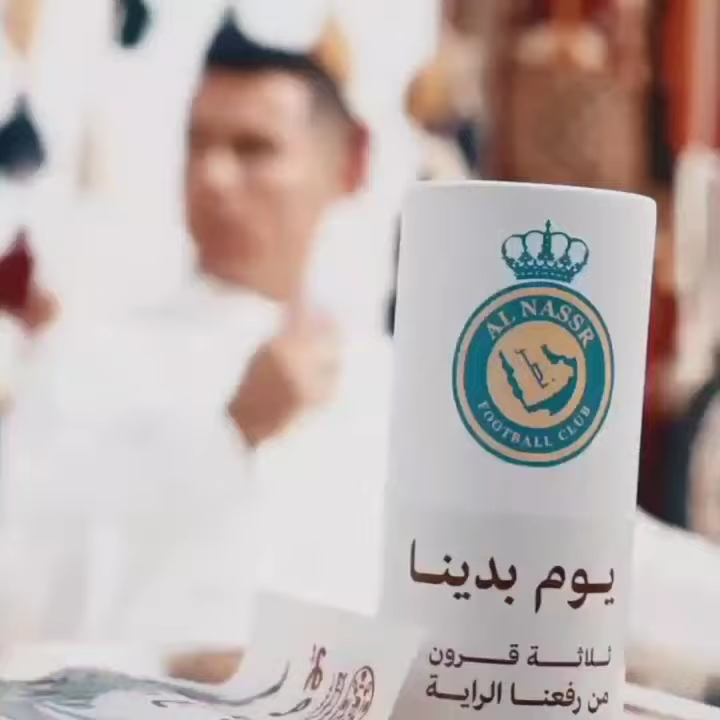 AL NASSR
FOOTBALL CLUB
يوم بدينا
ثلاثة قرون
من رفعنا الراية